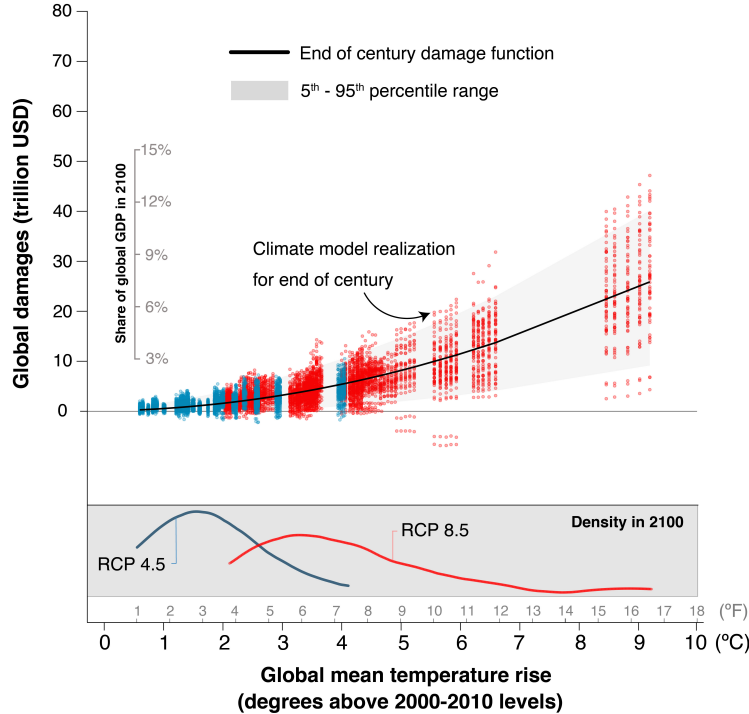 80
70
60
50
40
30
20
10
0
Global damages (trillion USD)
End of century damage function
5th - 95th percentile range
15%
12%
9%
6%
3%
Share of global GDP in 2100
Climate model realization
for end of century
Density in 2100
RCP 4.5
RCP 8.5
1 2 3 4 5 6 7 8 9 10 11 12 13 14 15 16 17 18 (ºF)
0 1 2 3 4 5 6 7 8 9 10 (ºC)
Global mean temperature rise
(degrees above 2000-2010 levels)